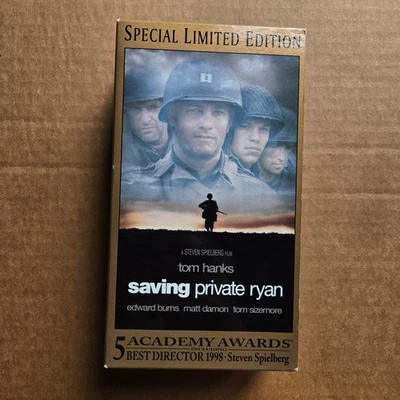 SPECIAL LIMITED EDITION
A STEVEN SPIELBERG FILM
tom hanks
saving private ryan
edward burns matt damon tom sizemore
5 ACADEMY AWARDS®
INCLUDING
BEST DIRECTOR 1998 · Steven Spielberg